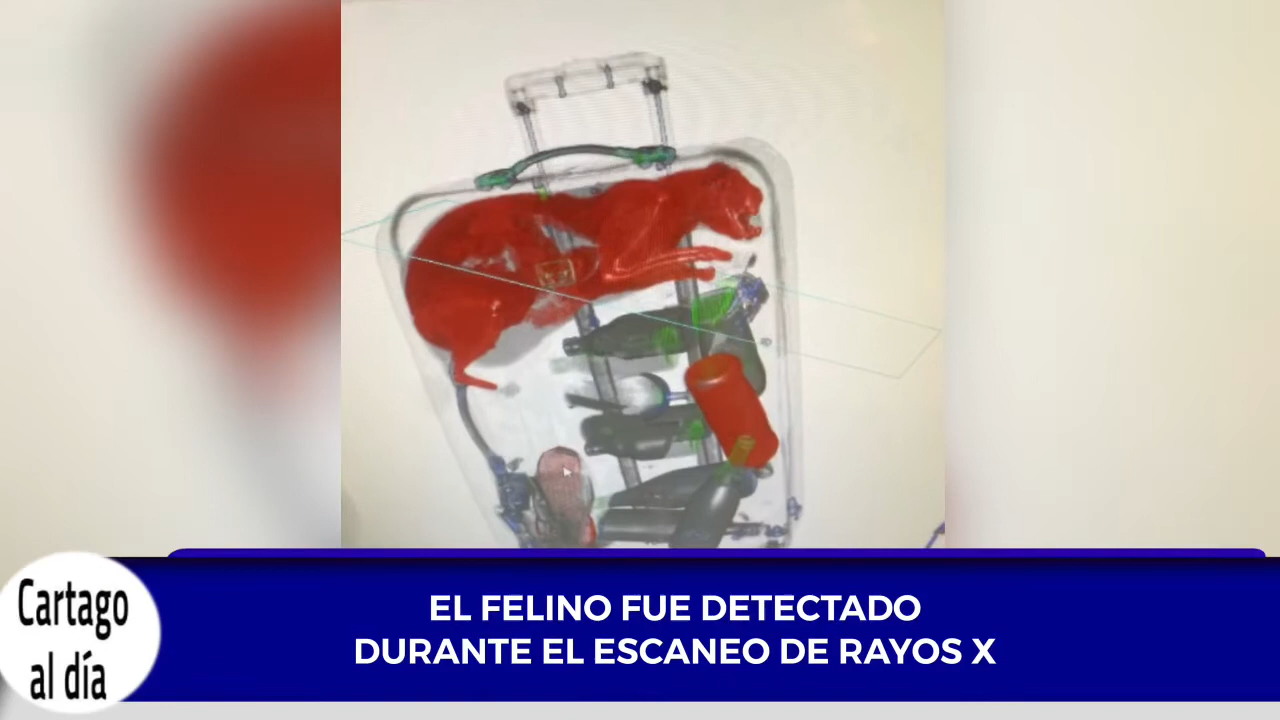 EL FELINO FUE DETECTADO
DURANTE EL ESCANEO DE RAYOS X
Cartago
al día